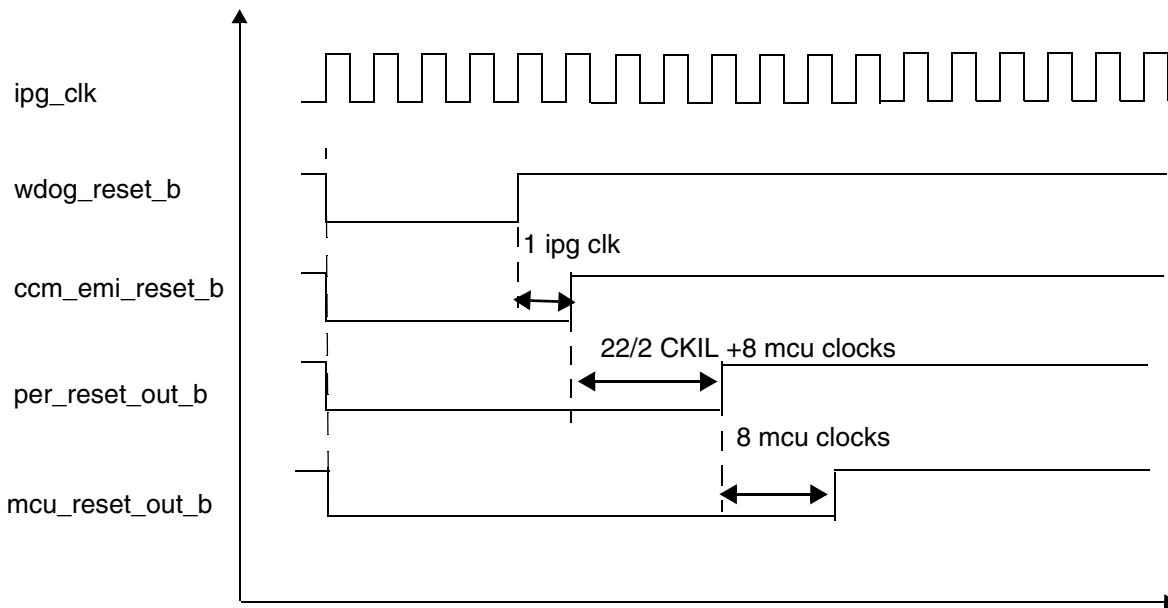 ipg_clk
wdog_reset_b
1 ipg clk
ccm_emi_reset_b
22/2 CKIL +8 mcu clocks
per_reset_out_b
8 mcu clocks
mcu_reset_out_b